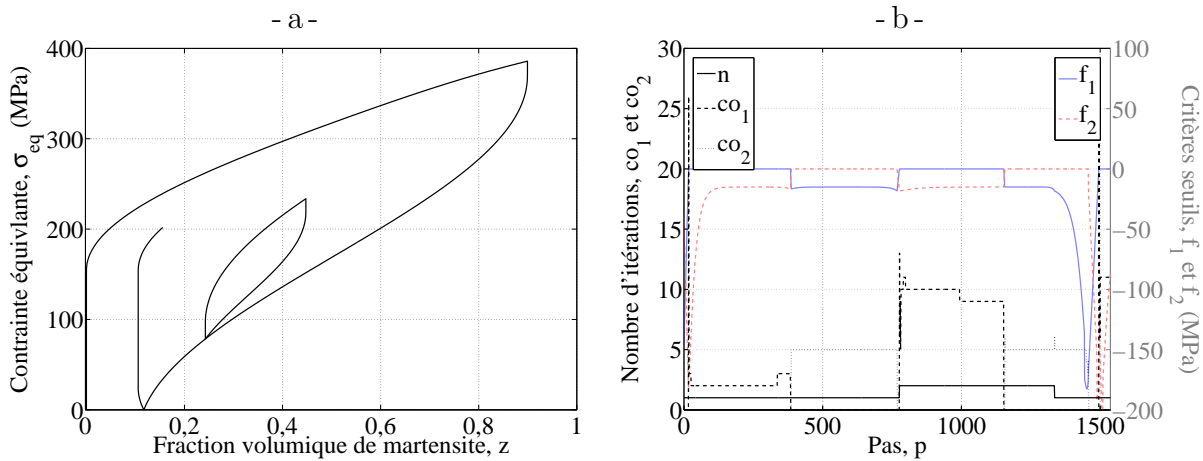 - a -
- b -
400
300
200
100
0
Contrainte équivlante, σeq (MPa)
0
0,2
0,4
0,6
0,8
1
Fraction volumique de martensite, z
30
25
20
15
10
5
0
Nombre d'itérations, co1 et co2
n
co1
co2
f1
f2
0
500
1000
1500
Pas, p
100
50
0
−50
−100
−150
−200
Critères seuils, f1 et f2 (MPa)